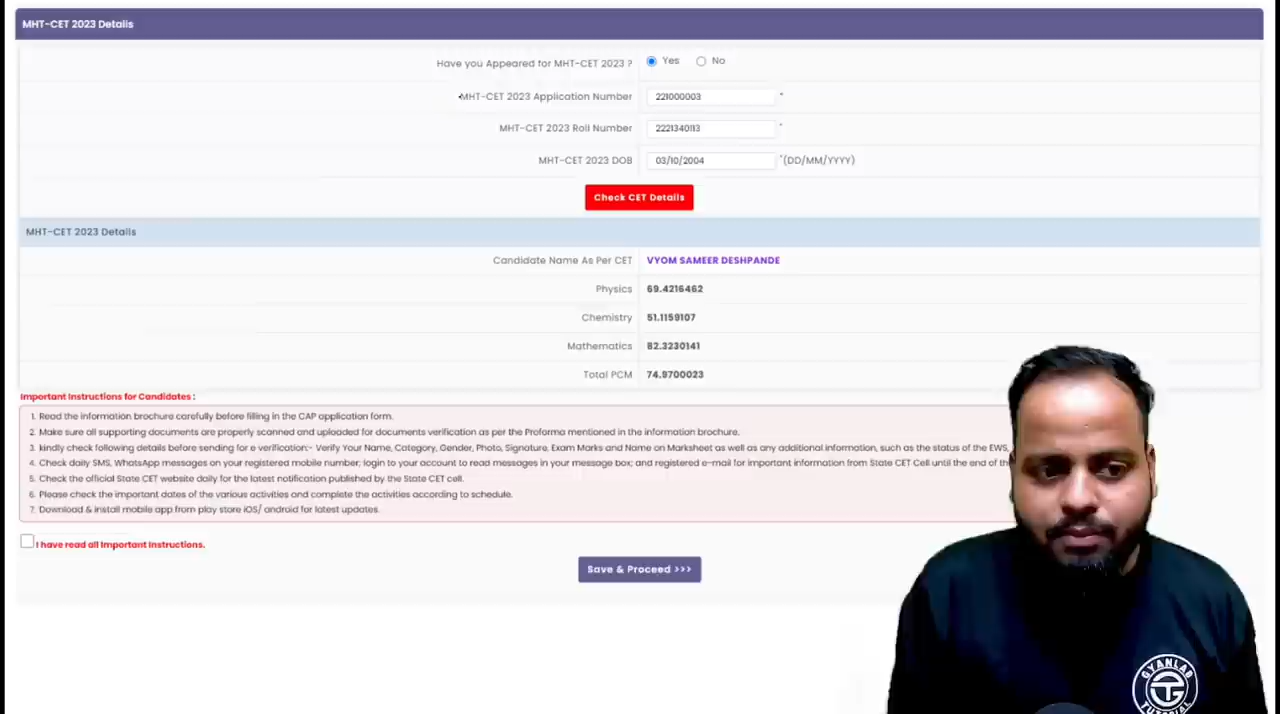 MHT-CET 2023 Details
Have you Appeared for MHT-CET 2023 ? Yes No
MHT-CET 2023 Application Number 221000003 *
MHT-CET 2023 Roll Number 2221340113 *
MHT-CET 2023 DOB 03/10/2004 *(DD/MM/YYYY)
Check CET Details
MHT-CET 2023 Details
Candidate Name As Per CET VYOM SAMEER DESHPANDE
Physics 69.4216462
Chemistry 51.1159107
Mathematics 82.3230141
Total PCM 74.9700023
Important Instructions for Candidates :
1. Read the information brochure carefully before filling in the CAP application form.
2. Make sure all supporting documents are properly scanned and uploaded for documents verification as per the Proforma mentioned in the information brochure.
3. kindly check following details before sending for e verification:- Verify Your Name, Category, Gender, Photo, Signature, Exam Marks and Name on Marksheet as well as any additional information, such as the status of the EWS,
4. Check daily SMS, WhatsApp messages on your registered mobile number; login to your account to read messages in your message box; and registered e-mail for important information from State CET Cell until the end of th
5. Check the official State CET website daily for the latest notification published by the State CET cell.
6. Please check the important dates of the various activities and complete the activities according to schedule.
7. Download & install mobile app from play store iOS/ android for latest updates.
I have read all Important Instructions.
Save & Proceed >>>
GYANLAB
TUTORIAL